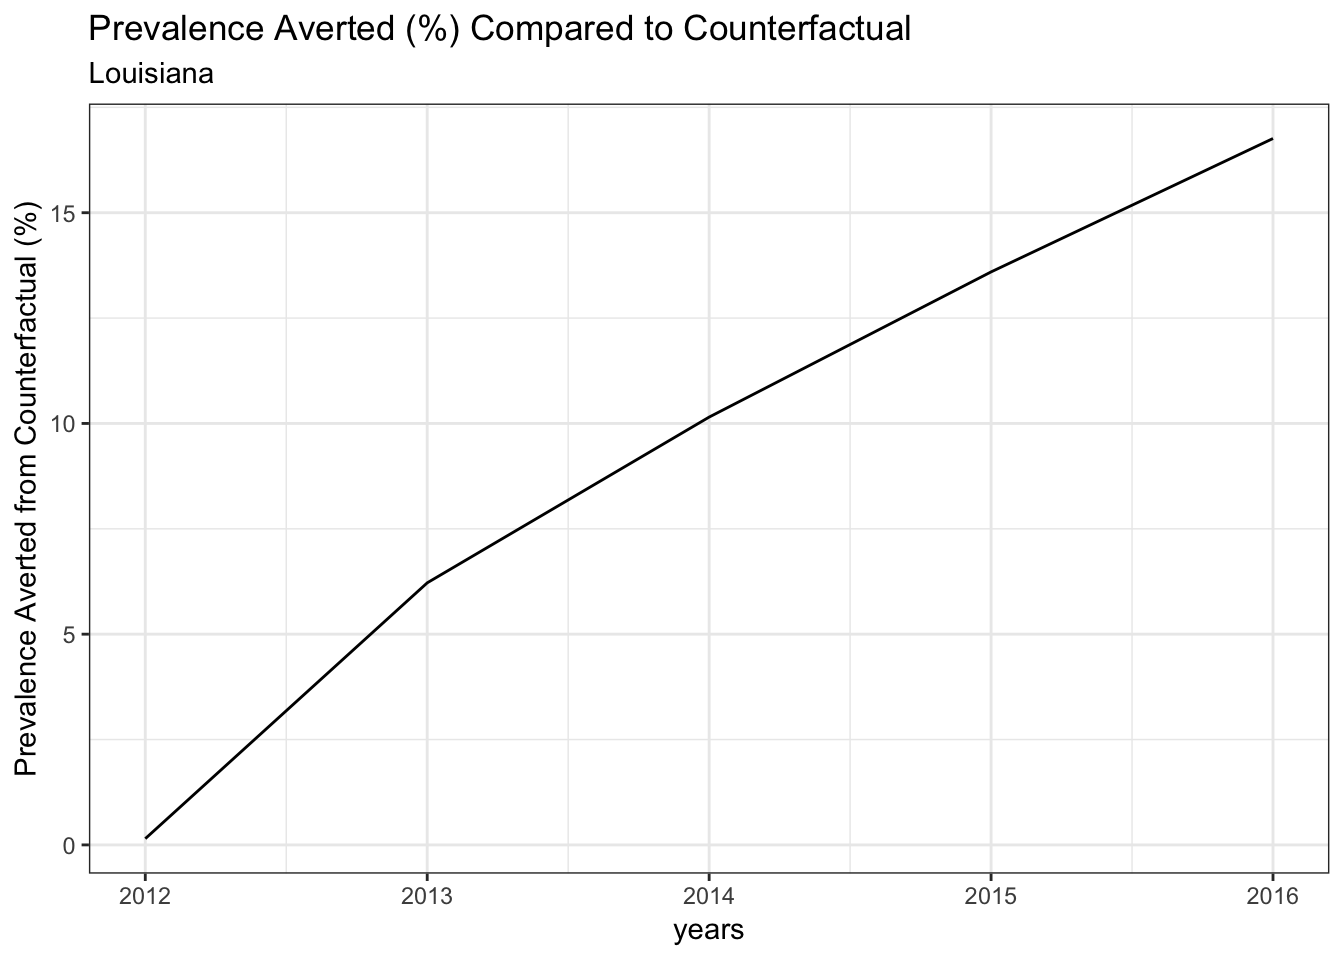 Prevalence Averted (%) Compared to Counterfactual
Louisiana
Prevalence Averted from Counterfactual (%)
15
10
5
0
2012 2013 2014 2015 2016
years